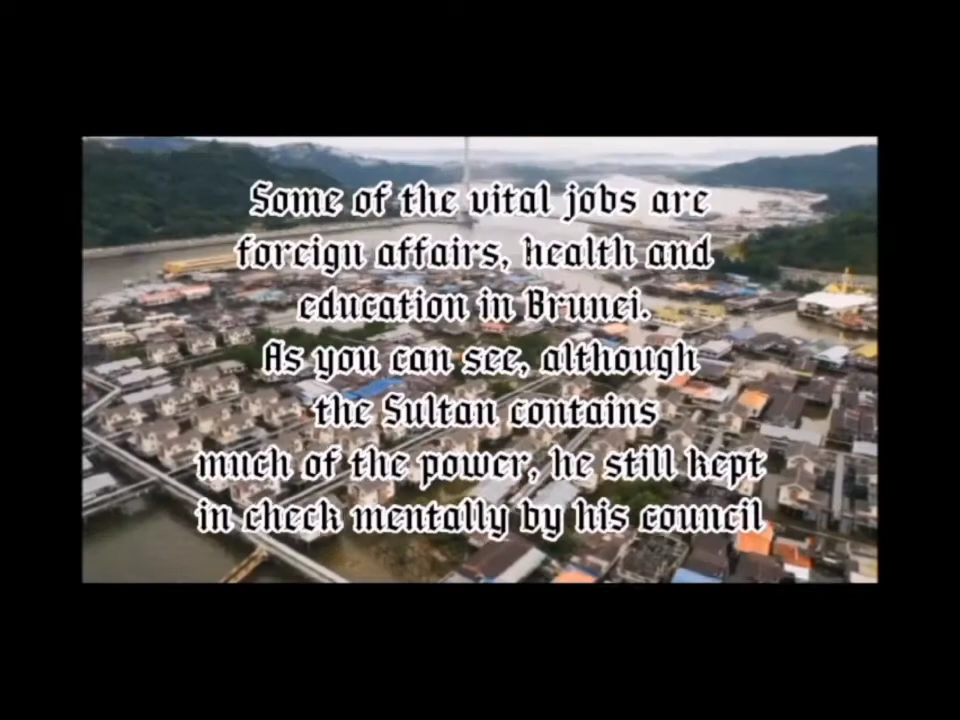 Some of the vital jobs are
foreign affairs, health and
education in Brunei.
As you can see, although
the Sultan contains
much of the power, he still kept
in check mentally by his council